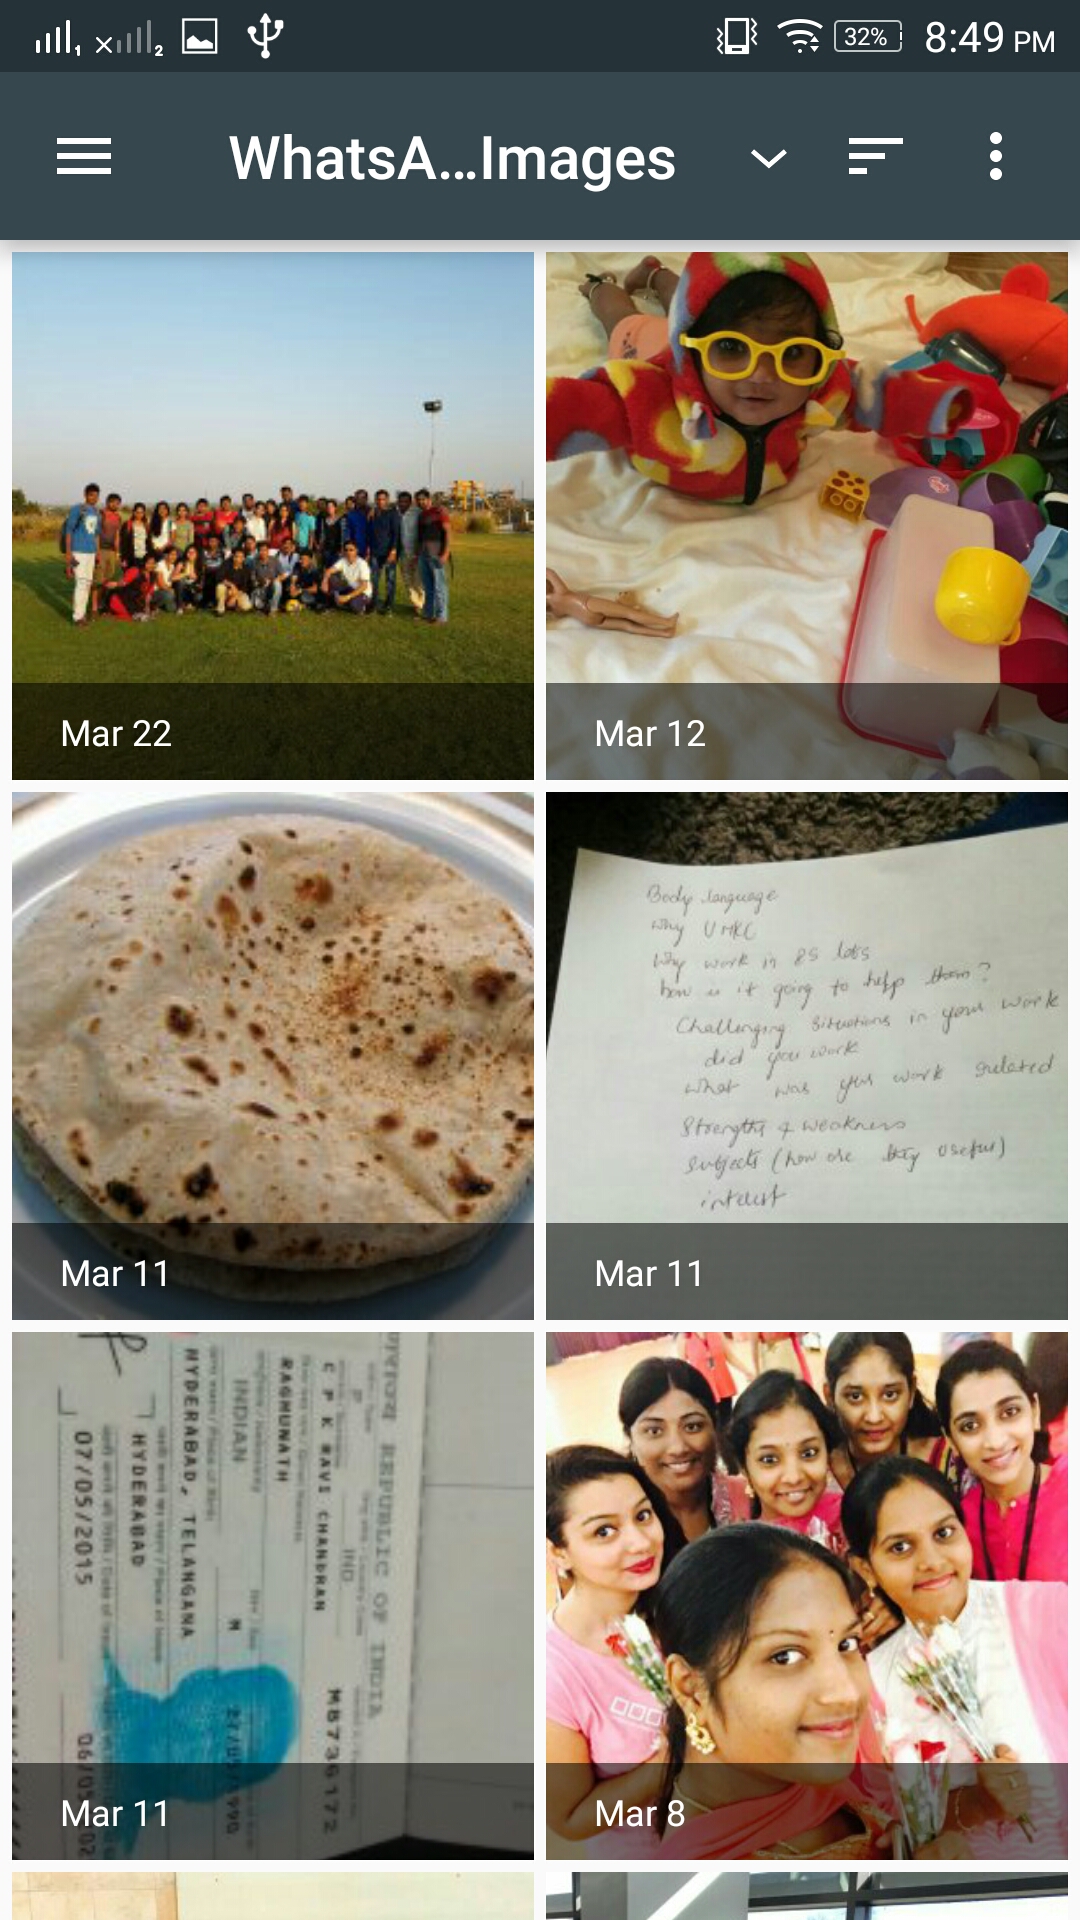 1 x 2 32% 8:49 PM
WhatsA...Images
Mar 22
Mar 12
Mar 11
Body language
Why UMKC
Why work in
how is it going to help them?
Challenging situations in your work
did you work
what was your work related
Strengths & weakness
subjects (how are they useful)
interest
Mar 11
REPUBLIC OF INDIA
IND
C P K RAVI CHANDRAN
RAGHUNATH
INDIAN
M
HYDERABAD, TELANGANA
HYDERABAD
07/05/2015
Mar 11
Mar 8